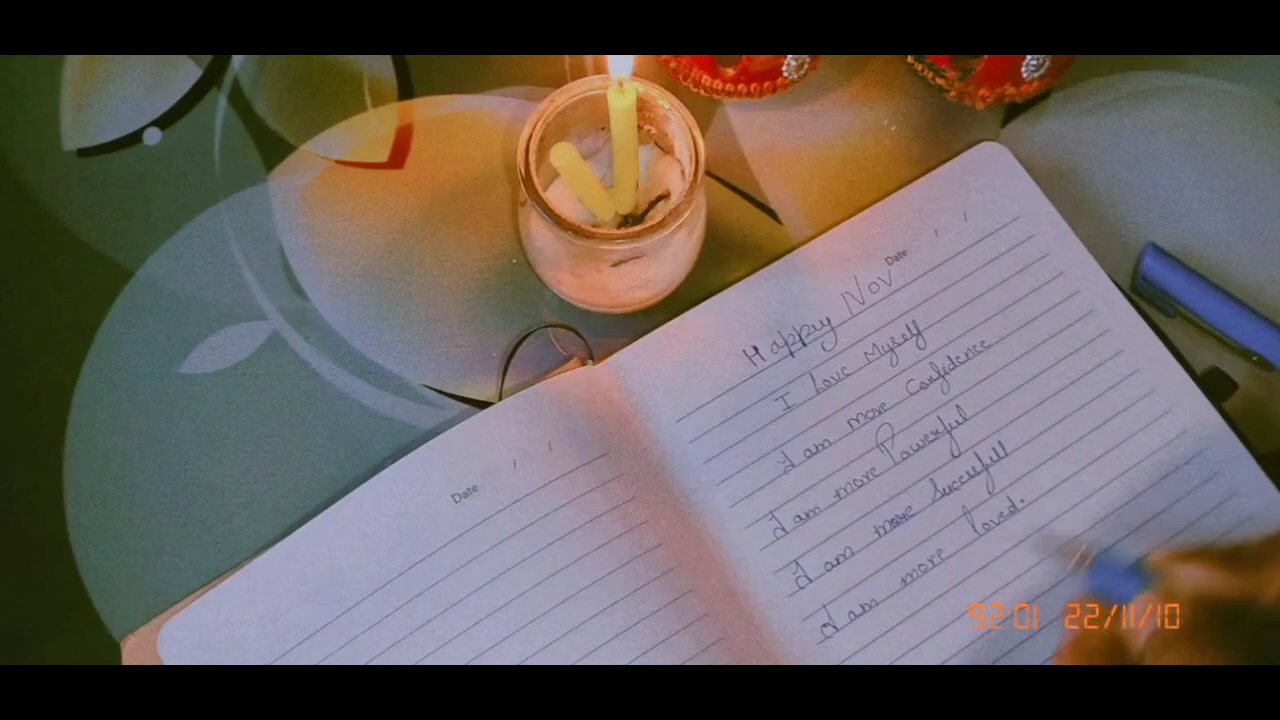 Date
Happy Nov
I Love Myself
I am more Confidence
I am more Powerful
I am more Succesfull
I am more loved.
Date
92:01 22/11/10